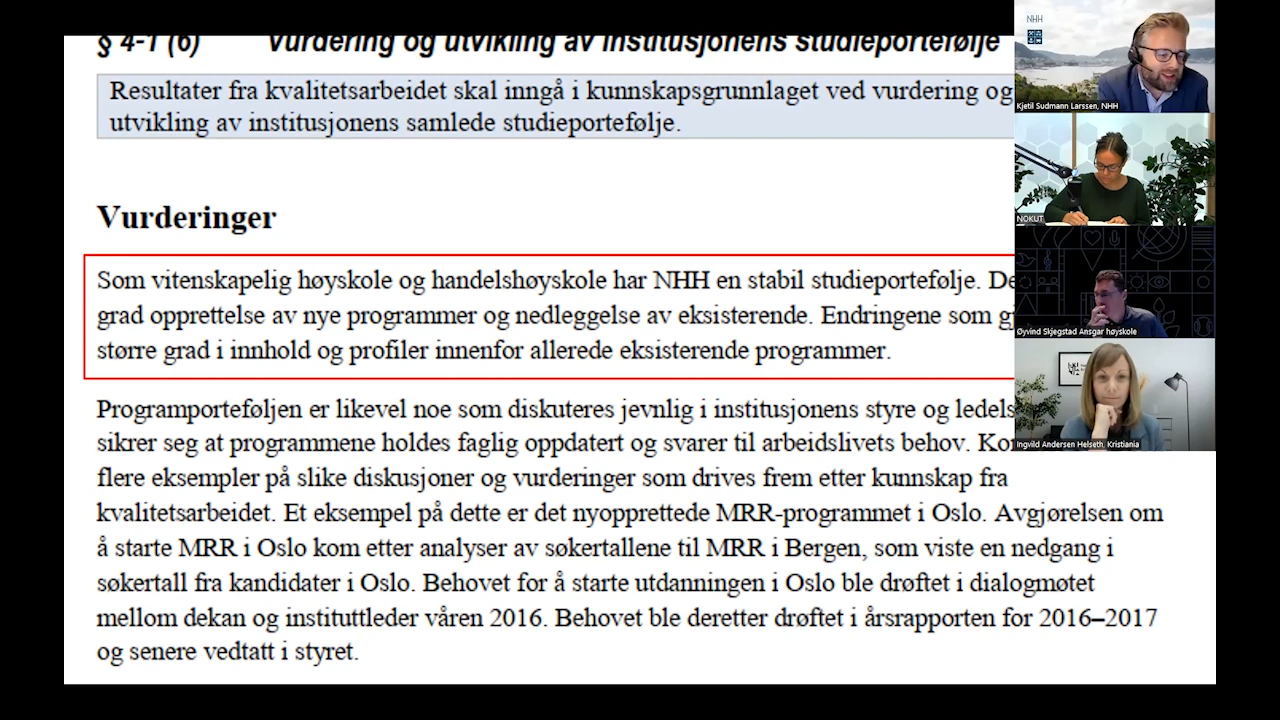 § 4-1 (6) Vurdering og utvikling av institusjonens studieportefølje
Resultater fra kvalitetsarbeidet skal inngå i kunnskapsgrunnlaget ved vurdering og
utvikling av institusjonens samlede studieportefølje.
Vurderinger
Som vitenskapelig høyskole og handelshøyskole har NHH en stabil studieportefølje.
grad opprettelse av nye programmer og nedleggelse av eksisterende. Endringene som
større grad i innhold og profiler innenfor allerede eksisterende programmer.
Programporteføljen er likevel noe som diskuteres jevnlig i institusjonens styre og
sikrer seg at programmene holdes faglig oppdatert og svarer til arbeidslivets behov.
flere eksempler på slike diskusjoner og vurderinger som drives frem etter kunnskap fra
kvalitetsarbeidet. Et eksempel på dette er det nyopprettede MRR-programmet i Oslo. Avgjørelsen om
å starte MRR i Oslo kom etter analyser av søkertallene til MRR i Bergen, som viste en nedgang i
søkertall fra kandidater i Oslo. Behovet for å starte utdanningen i Oslo ble drøftet i dialogmøtet
mellom dekan og instituttleder våren 2016. Behovet ble deretter drøftet i årsrapporten for 2016–2017
og senere vedtatt i styret.
NHH
Kjetil Sudmann Larssen, NHH
NOKUT
Øyvind Skjegstad Ansgar høyskole
Ingvild Andersen Helseth, Kristiania